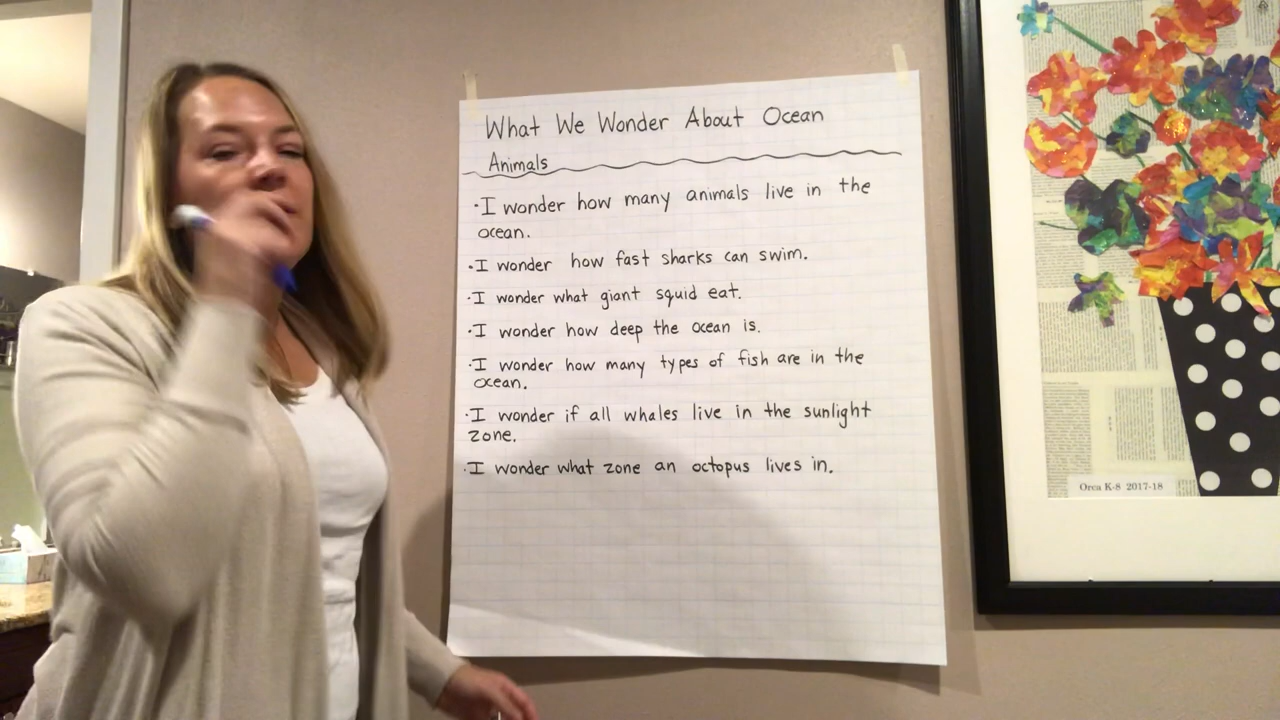 What We Wonder About Ocean
Animals
·I wonder how many animals live in the
ocean.
·I wonder how fast sharks can swim.
·I wonder what giant squid eat.
·I wonder how deep the ocean is.
·I wonder how many types of fish are in the
ocean.
·I wonder if all whales live in the sunlight
zone.
·I wonder what zone an octopus lives in.
Orca K-8 2017-18